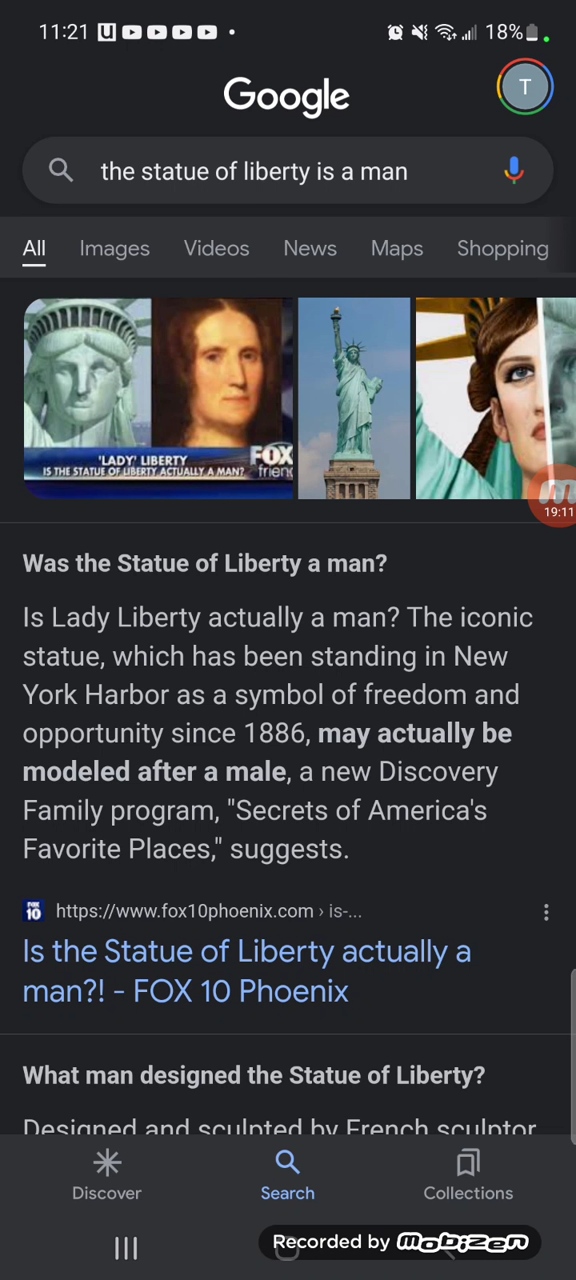 11:21 18%
Google
T
the statue of liberty is a man
All Images Videos News Maps Shopping
'LADY' LIBERTY
IS THE STATUE OF LIBERTY ACTUALLY A MAN?
FOX
friend
19:11
Was the Statue of Liberty a man?
Is Lady Liberty actually a man? The iconic
statue, which has been standing in New
York Harbor as a symbol of freedom and
opportunity since 1886, may actually be
modeled after a male, a new Discovery
Family program, "Secrets of America's
Favorite Places," suggests.
FOX
10
https://www.fox10phoenix.com › is-...
Is the Statue of Liberty actually a
man?! - FOX 10 Phoenix
What man designed the Statue of Liberty?
Designed and sculpted by French sculptor
Discover Search Collections
Recorded by mobizen